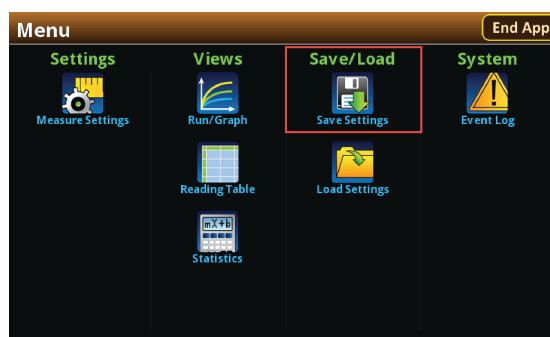 Menu
End App
Settings
Views
Save/Load
System
Measure Settings
Run/Graph
Save Settings
Event Log
Reading Table
Load Settings
mX+b
Statistics